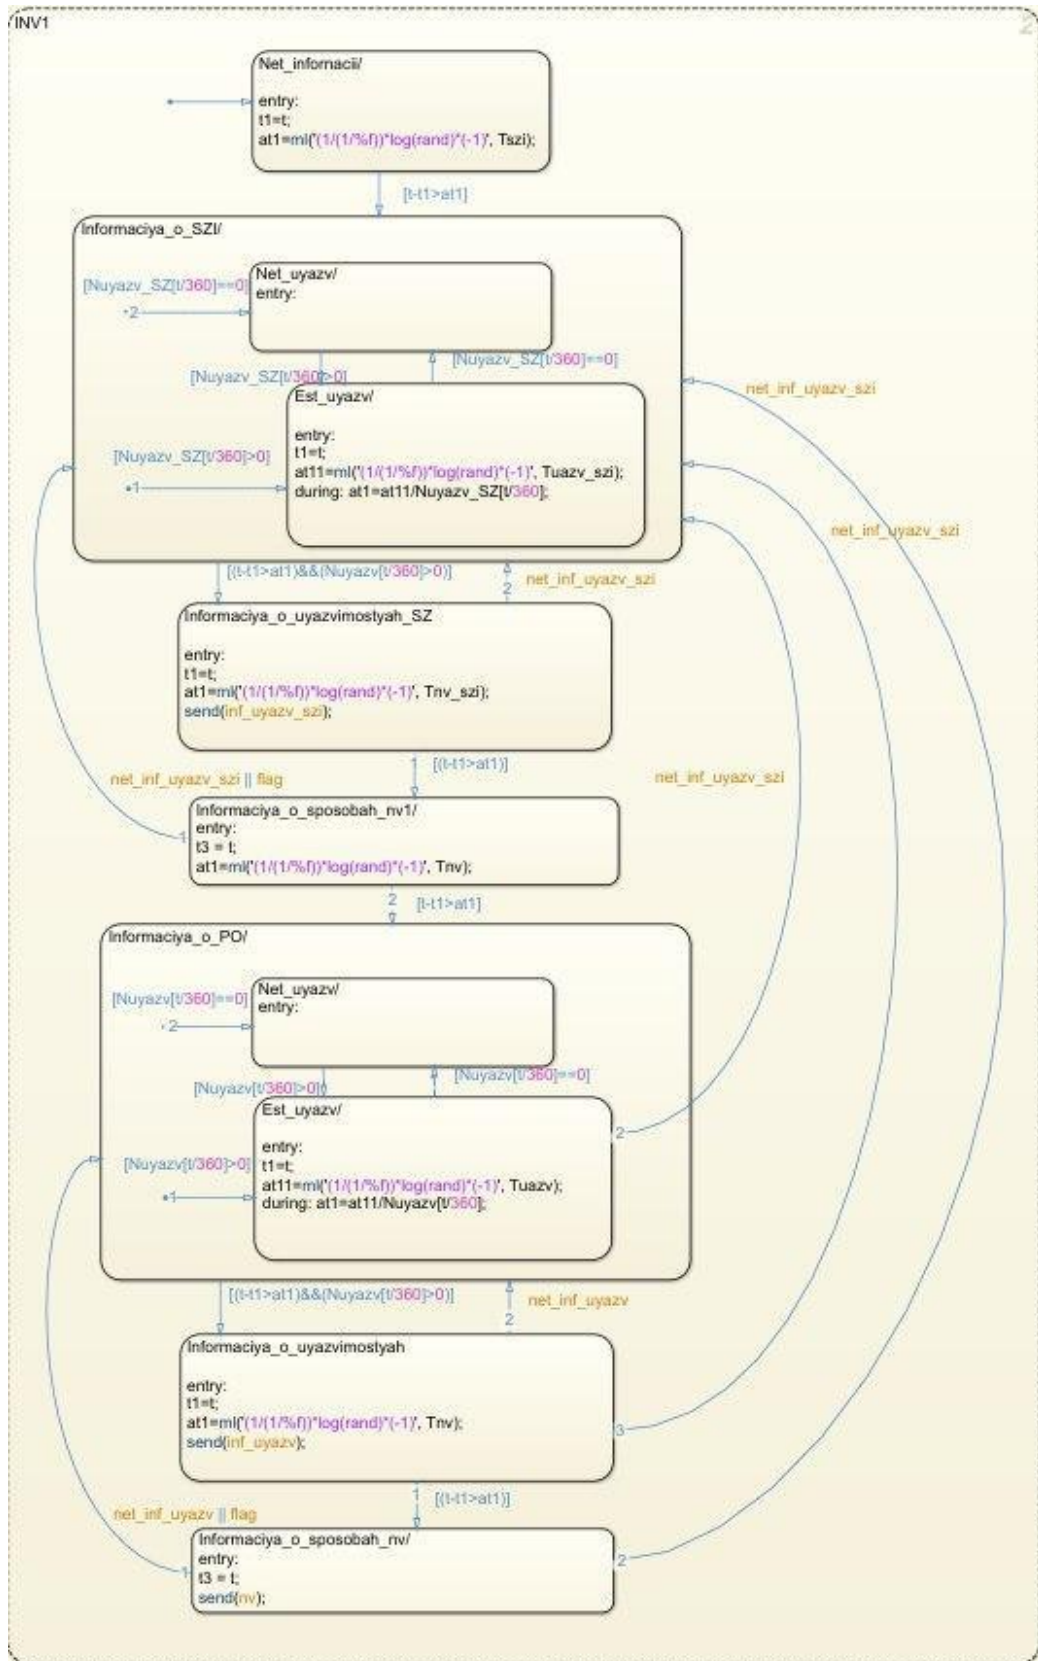 INV1
2
Net_infornacii/
entry:
t1=t;
at1=ml('(1/(1/%f))*log(rand)*(-1)', Tszi);
[t-t1>at1]
Informaciya_o_SZI/
Net_uyazv/
entry:
[Nuyazv_SZ[t/360]==0]
2
[Nuyazv_SZ[t/360]>0]
[Nuyazv_SZ[t/360]==0]
Est_uyazv/
entry:
t1=t;
at11=ml('(1/(1/%f))*log(rand)*(-1)', Tuazv_szi);
during: at1=at11/Nuyazv_SZ[t/360];
[Nuyazv_SZ[t/360]>0]
1
net_inf_uyazv_szi
net_inf_uyazv_szi
[(t-t1>at1)&&(Nuyazv[t/360]>0)]
net_inf_uyazv_szi
2
Informaciya_o_uyazvimostyah_SZ
entry:
t1=t;
at1=ml('(1/(1/%f))*log(rand)*(-1)', Tnv_szi);
send(inf_uyazv_szi);
1
[(t-t1>at1)]
net_inf_uyazv_szi || flag
net_inf_uyazv_szi
Informaciya_o_sposobah_nv1/
entry:
t3 = t;
at1=ml('(1/(1/%f))*log(rand)*(-1)', Tnv);
1
2
[t-t1>at1]
Informaciya_o_PO/
Net_uyazv/
entry:
[Nuyazv[t/360]==0]
2
[Nuyazv[t/360]>0]
[Nuyazv[t/360]==0]
Est_uyazv/
entry:
t1=t;
at11=ml('(1/(1/%f))*log(rand)*(-1)', Tuazv);
during: at1=at11/Nuyazv[t/360];
[Nuyazv[t/360]>0]
1
2
[(t-t1>at1)&&(Nuyazv[t/360]>0)]
net_inf_uyazv
2
Informaciya_o_uyazvimostyah
entry:
t1=t;
at1=ml('(1/(1/%f))*log(rand)*(-1)', Tnv);
send(inf_uyazv);
3
1
[(t-t1>at1)]
net_inf_uyazv || flag
Informaciya_o_sposobah_nv/
entry:
t3 = t;
send(nv);
1
2